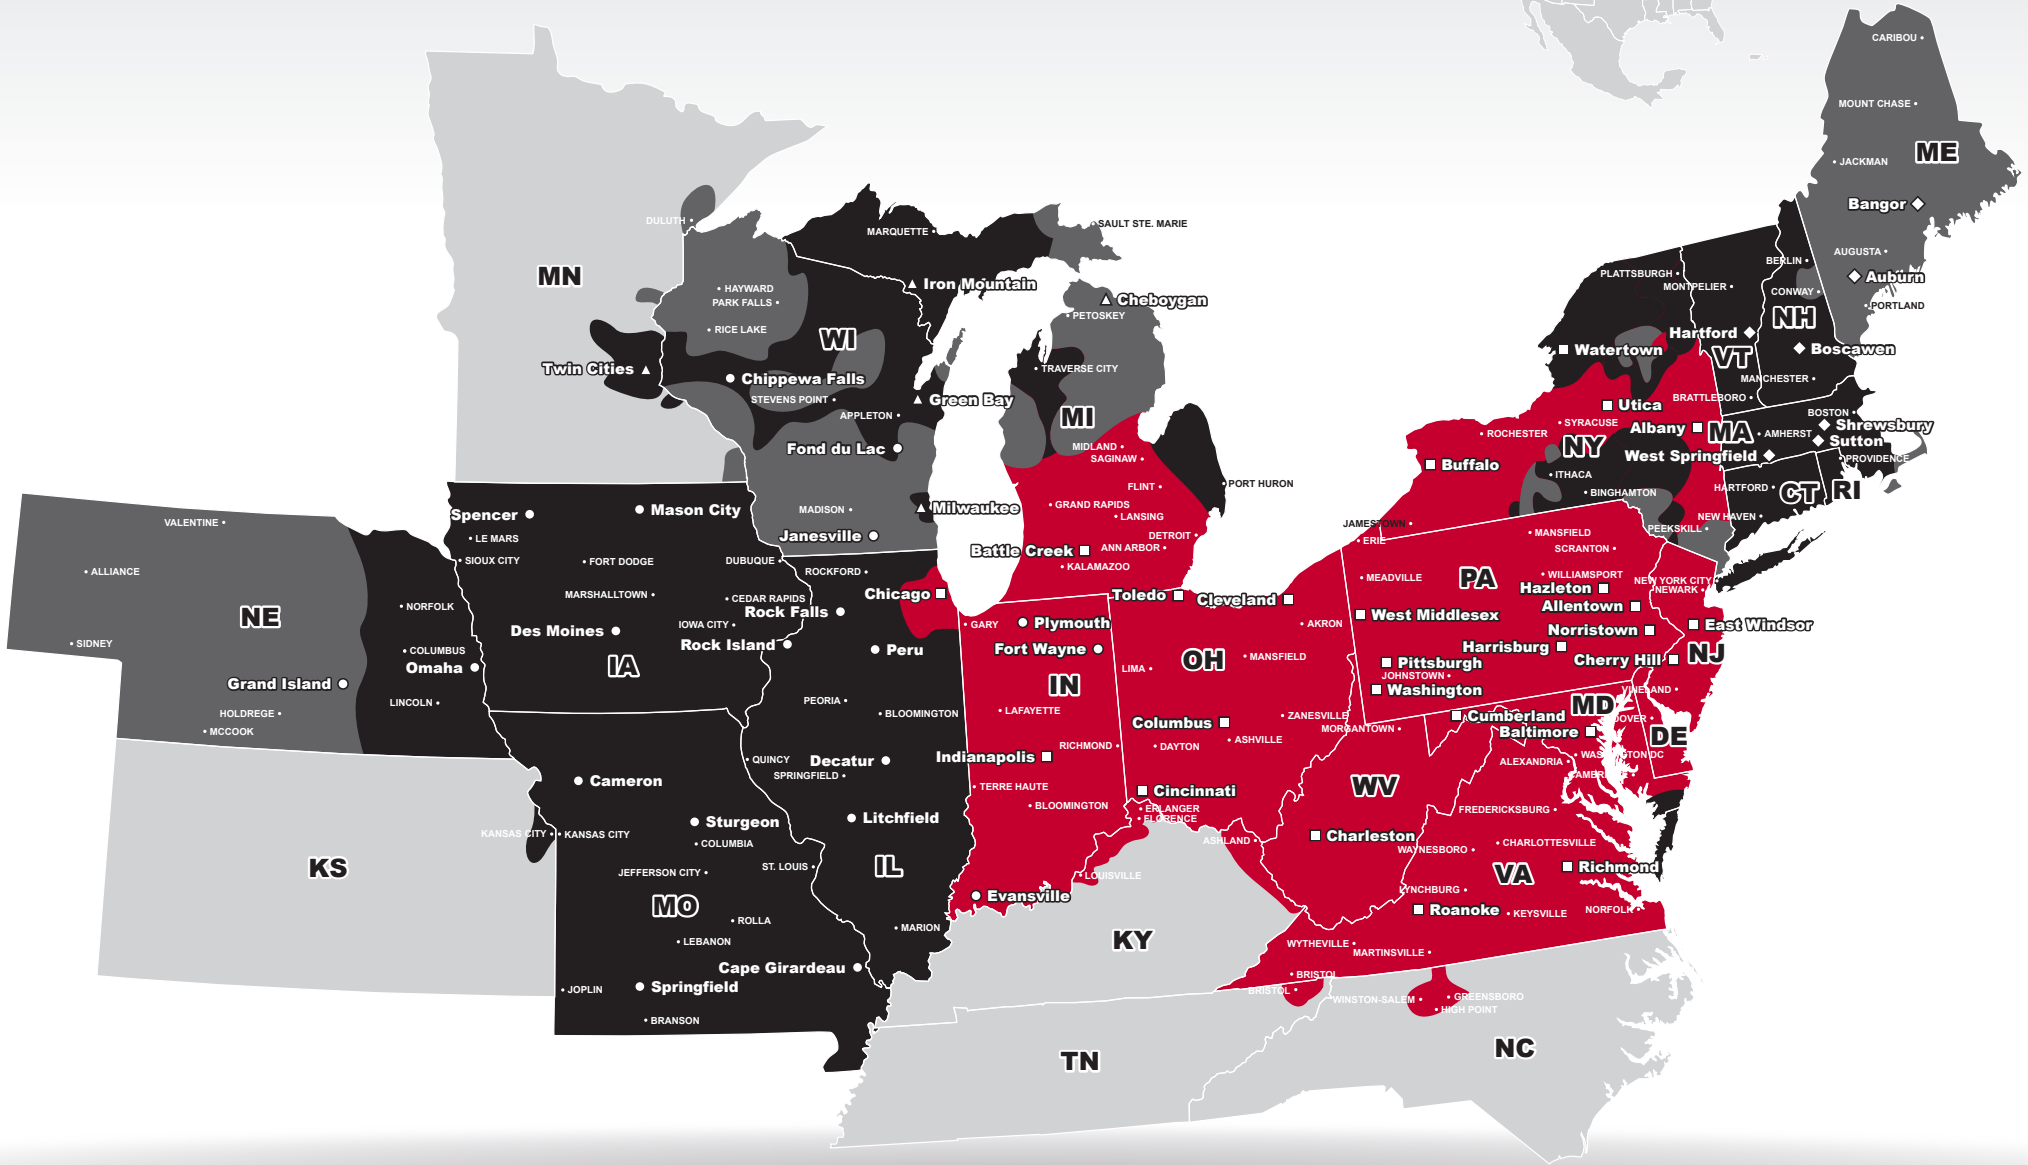 CARIBOU
MOUNT CHASE
ME
JACKMAN
Bangor
AUGUSTA
Auburn
PORTLAND
DULUTH
MARQUETTE
SAULT STE. MARIE
MN
Iron Mountain
Cheboygan
PETOSKEY
HAYWARD
PARK FALLS
RICE LAKE
WI
TRAVERSE CITY
Twin Cities
Chippewa Falls
STEVENS POINT
Green Bay
APPLETON
MI
Fond du Lac
MIDLAND
SAGINAW
FLINT
PORT HURON
GRAND RAPIDS
LANSING
Milwaukee
MADISON
Janesville
DETROIT
Battle Creek
ANN ARBOR
KALAMAZOO
PLATTSBURGH
MONTPELIER
BERLIN
CONWAY
NH
Hartford
VT
Boscawen
Watertown
MANCHESTER
BRATTLEBORO
Utica
SYRACUSE
ROCHESTER
NY
Albany
MA
AMHERST
BOSTON
Shrewsbury
Sutton
West Springfield
PROVIDENCE
Buffalo
ITHACA
BINGHAMTON
HARTFORD
CT
RI
NEW HAVEN
PEEKSKILL
JAMESTOWN
ERIE
MANSFIELD
SCRANTON
MEADVILLE
PA
WILLIAMSPORT
NEW YORK CITY
NEWARK
Hazleton
Allentown
West Middlesex
Norristown
East Windsor
Harrisburg
Cherry Hill
NJ
Pittsburgh
JOHNSTOWN
Washington
VINELAND
VALENTINE
ALLIANCE
NE
SIDNEY
NORFOLK
COLUMBUS
Omaha
Grand Island
HOLDREGE
LINCOLN
MCCOOK
Spencer
Mason City
LE MARS
SIOUX CITY
FORT DODGE
DUBUQUE
MARSHALLTOWN
CEDAR RAPIDS
IOWA CITY
Des Moines
IA
ROCKFORD
Chicago
Rock Falls
Rock Island
Peru
PEORIA
BLOOMINGTON
QUINCY
Decatur
SPRINGFIELD
Litchfield
IL
MARION
GARY
Plymouth
Fort Wayne
IN
LAFAYETTE
RICHMOND
Indianapolis
TERRE HAUTE
BLOOMINGTON
Evansville
Toledo
Cleveland
AKRON
LIMA
OH
MANSFIELD
Columbus
ZANESVILLE
DAYTON
ASHVILLE
Cincinnati
ERLANGER
FLORENCE
ASHLAND
LOUISVILLE
KY
MORGANTOWN
Cumberland
MD
Baltimore
DOVER
DE
WASHINGTON DC
ALEXANDRIA
CAMBRIDGE
WV
Charleston
FREDERICKSBURG
WAYNESBORO
CHARLOTTESVILLE
VA
Richmond
LYNCHBURG
Roanoke
KEYSVILLE
NORFOLK
WYTHEVILLE
MARTINSVILLE
BRISTOL
BRISTOL
WINSTON-SALEM
GREENSBORO
HIGH POINT
KS
KANSAS CITY
KANSAS CITY
Cameron
Sturgeon
COLUMBIA
JEFFERSON CITY
ST. LOUIS
MO
ROLLA
LEBANON
Cape Girardeau
Springfield
JOPLIN
BRANSON
TN
NC